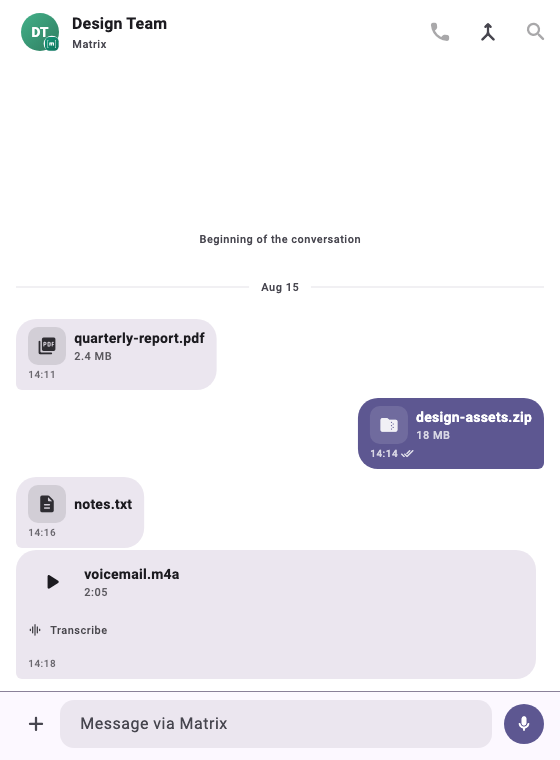 DT
[m]
Design Team
Matrix
Beginning of the conversation
Aug 15
PDF
quarterly-report.pdf
2.4 MB
14:11
design-assets.zip
18 MB
14:14
notes.txt
14:16
voicemail.m4a
2:05
Transcribe
14:18
Message via Matrix